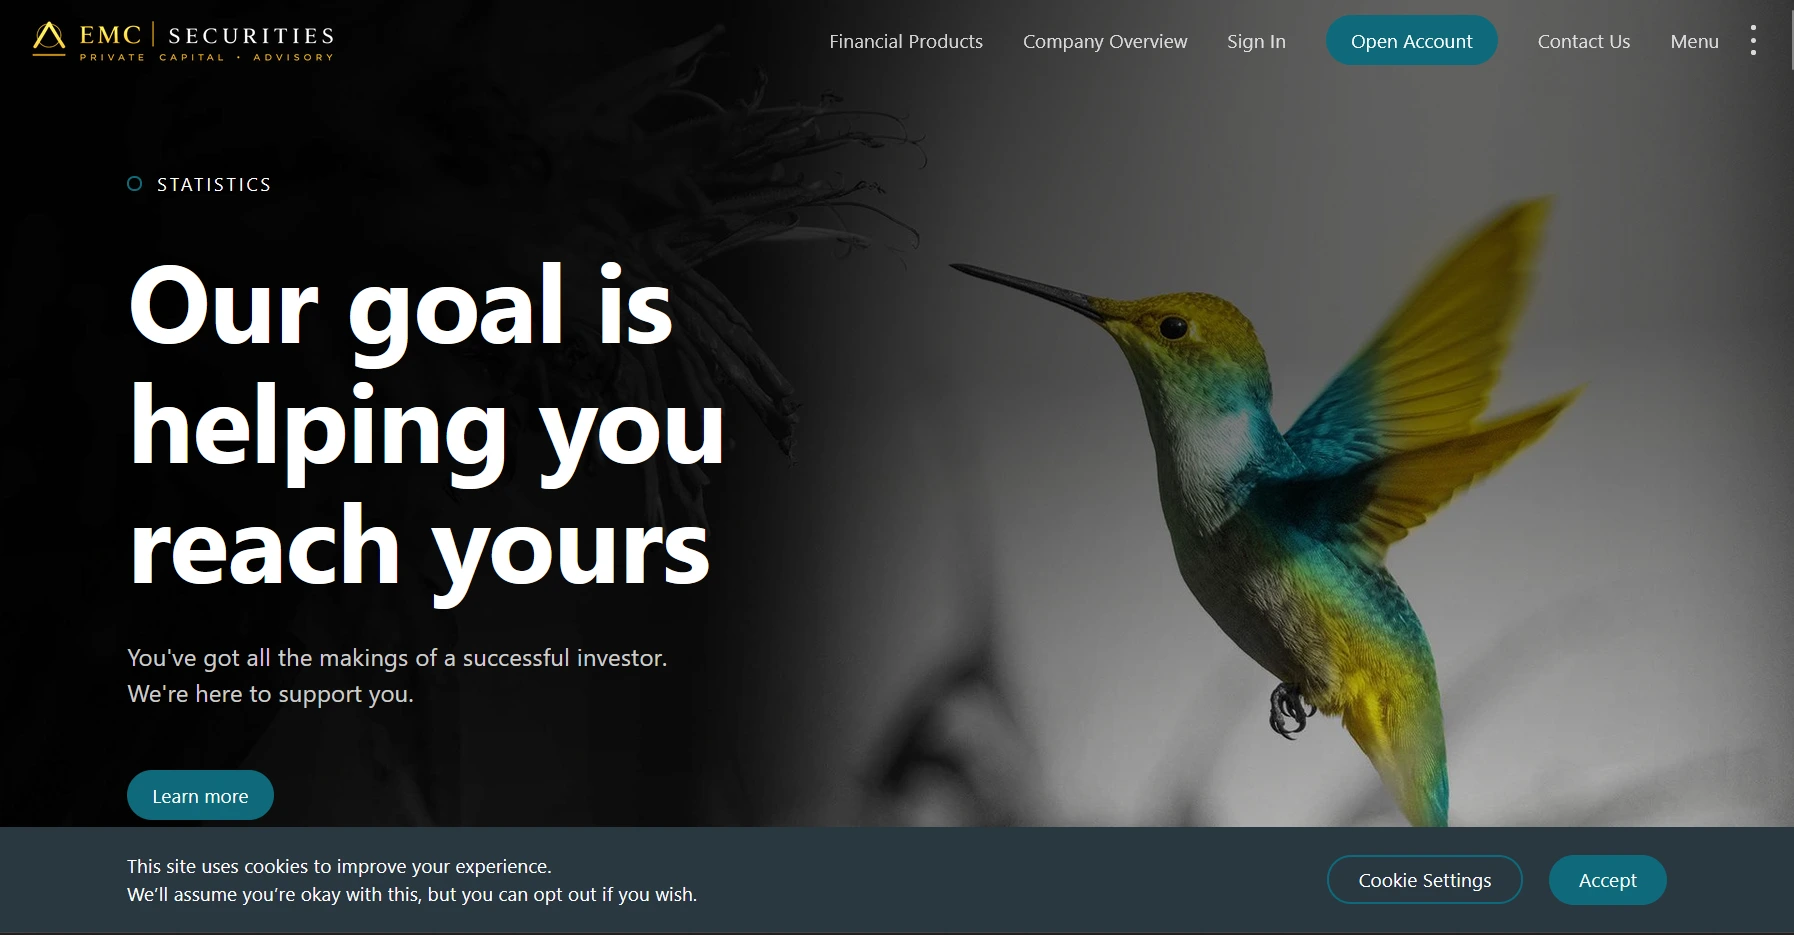 EMC | SECURITIES
PRIVATE CAPITAL · ADVISORY
Financial Products
Company Overview
Sign In
Open Account
Contact Us
Menu
STATISTICS
Our goal is
helping you
reach yours
You've got all the makings of a successful investor.
We're here to support you.
Learn more
This site uses cookies to improve your experience.
We’ll assume you’re okay with this, but you can opt out if you wish.
Cookie Settings
Accept